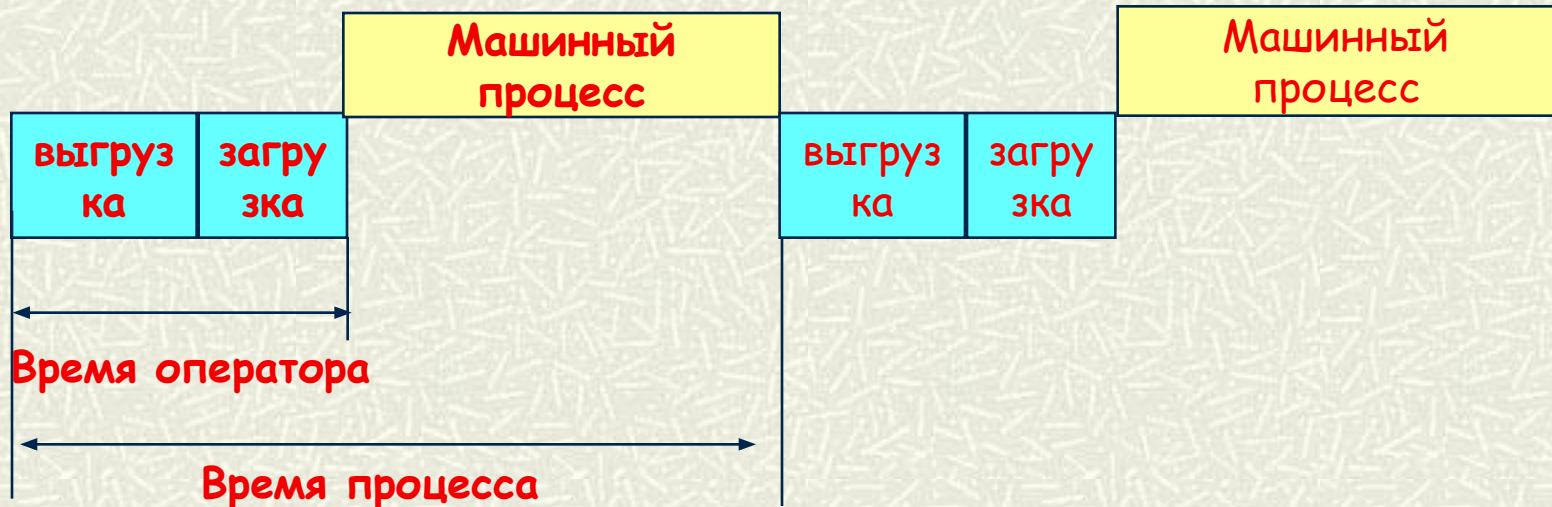 Машинный
процесс
Машинный
процесс
выгруз
ка
загру
зка
выгруз
ка
загру
зка
Время оператора
Время процесса